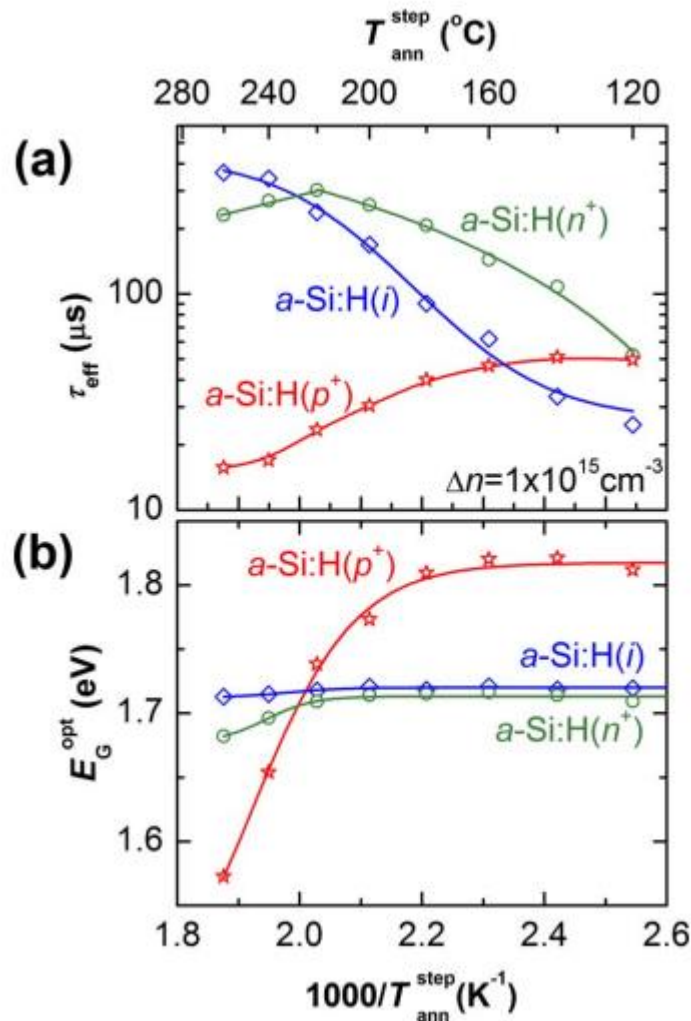 T_ann^step (°C)
280 240 200 160 120
(a)
a-Si:H(n⁺)
a-Si:H(i)
a-Si:H(p⁺)
100
10
τ_eff (μs)
Δn=1x10¹⁵cm⁻³
(b)
a-Si:H(p⁺)
a-Si:H(i)
a-Si:H(n⁺)
1.8
1.7
1.6
E_G^opt (eV)
1.8 2.0 2.2 2.4 2.6
1000/T_ann^step(K⁻¹)